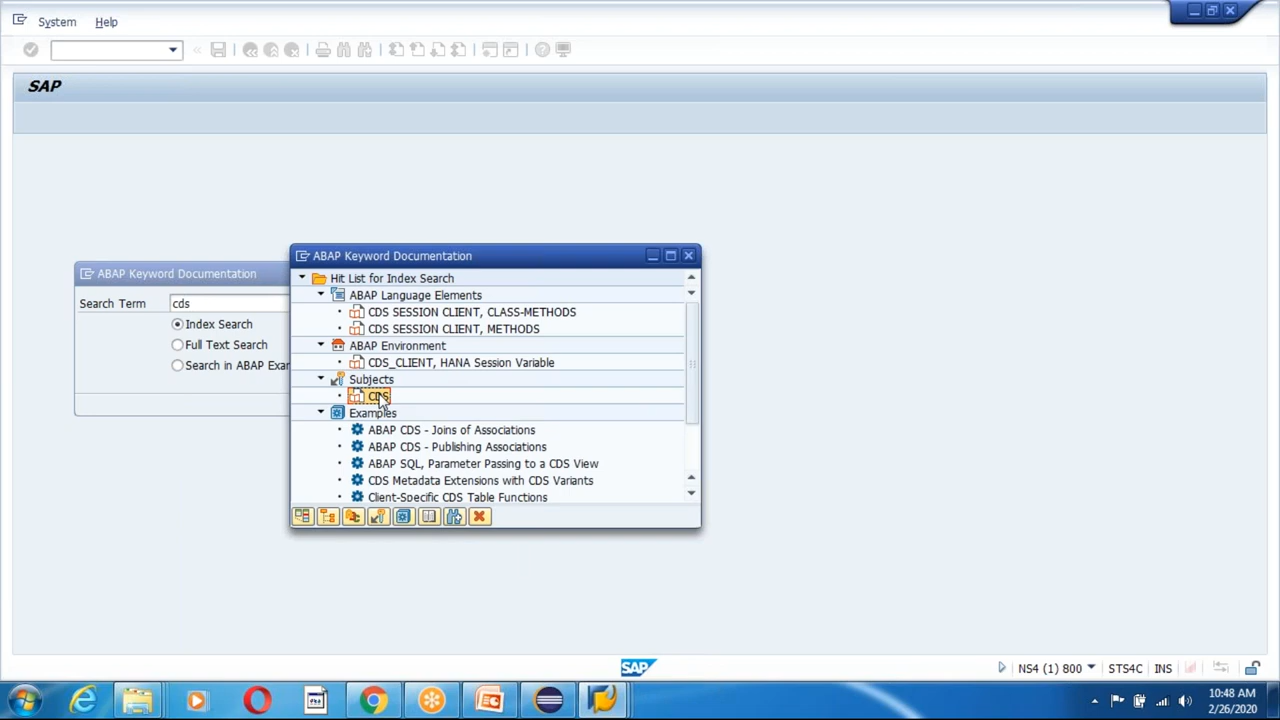 System Help
SAP
ABAP Keyword Documentation
Search Term cds
Index Search
Full Text Search
Search in ABAP Exar
ABAP Keyword Documentation
Hit List for Index Search
ABAP Language Elements
CDS SESSION CLIENT, CLASS-METHODS
CDS SESSION CLIENT, METHODS
ABAP Environment
CDS_CLIENT, HANA Session Variable
Subjects
CDS
Examples
ABAP CDS - Joins of Associations
ABAP CDS - Publishing Associations
ABAP SQL, Parameter Passing to a CDS View
CDS Metadata Extensions with CDS Variants
Client-Specific CDS Table Functions
SAP
NS4 (1) 800 STS4C INS
10:48 AM
2/26/2020